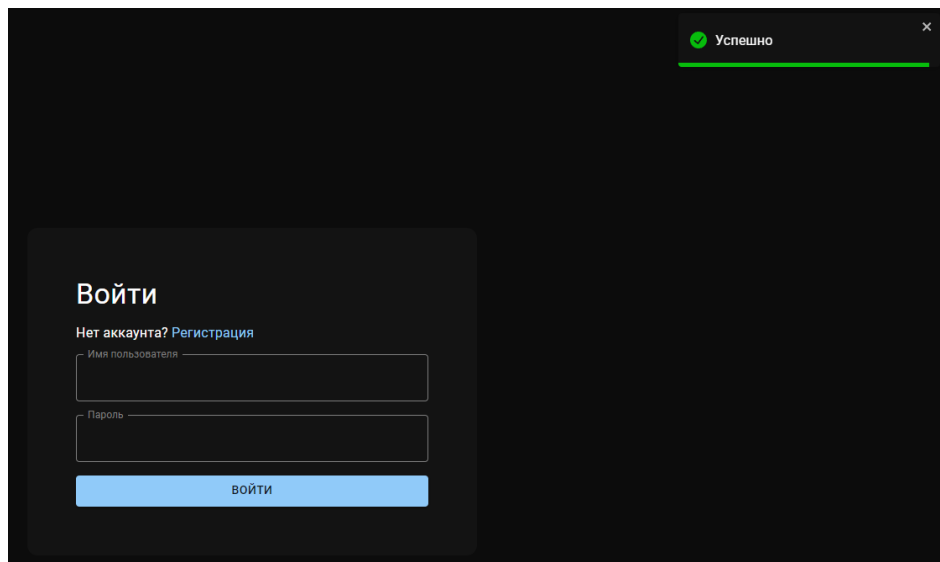 Успешно
Войти
Нет аккаунта? Регистрация
Имя пользователя
Пароль
ВОЙТИ